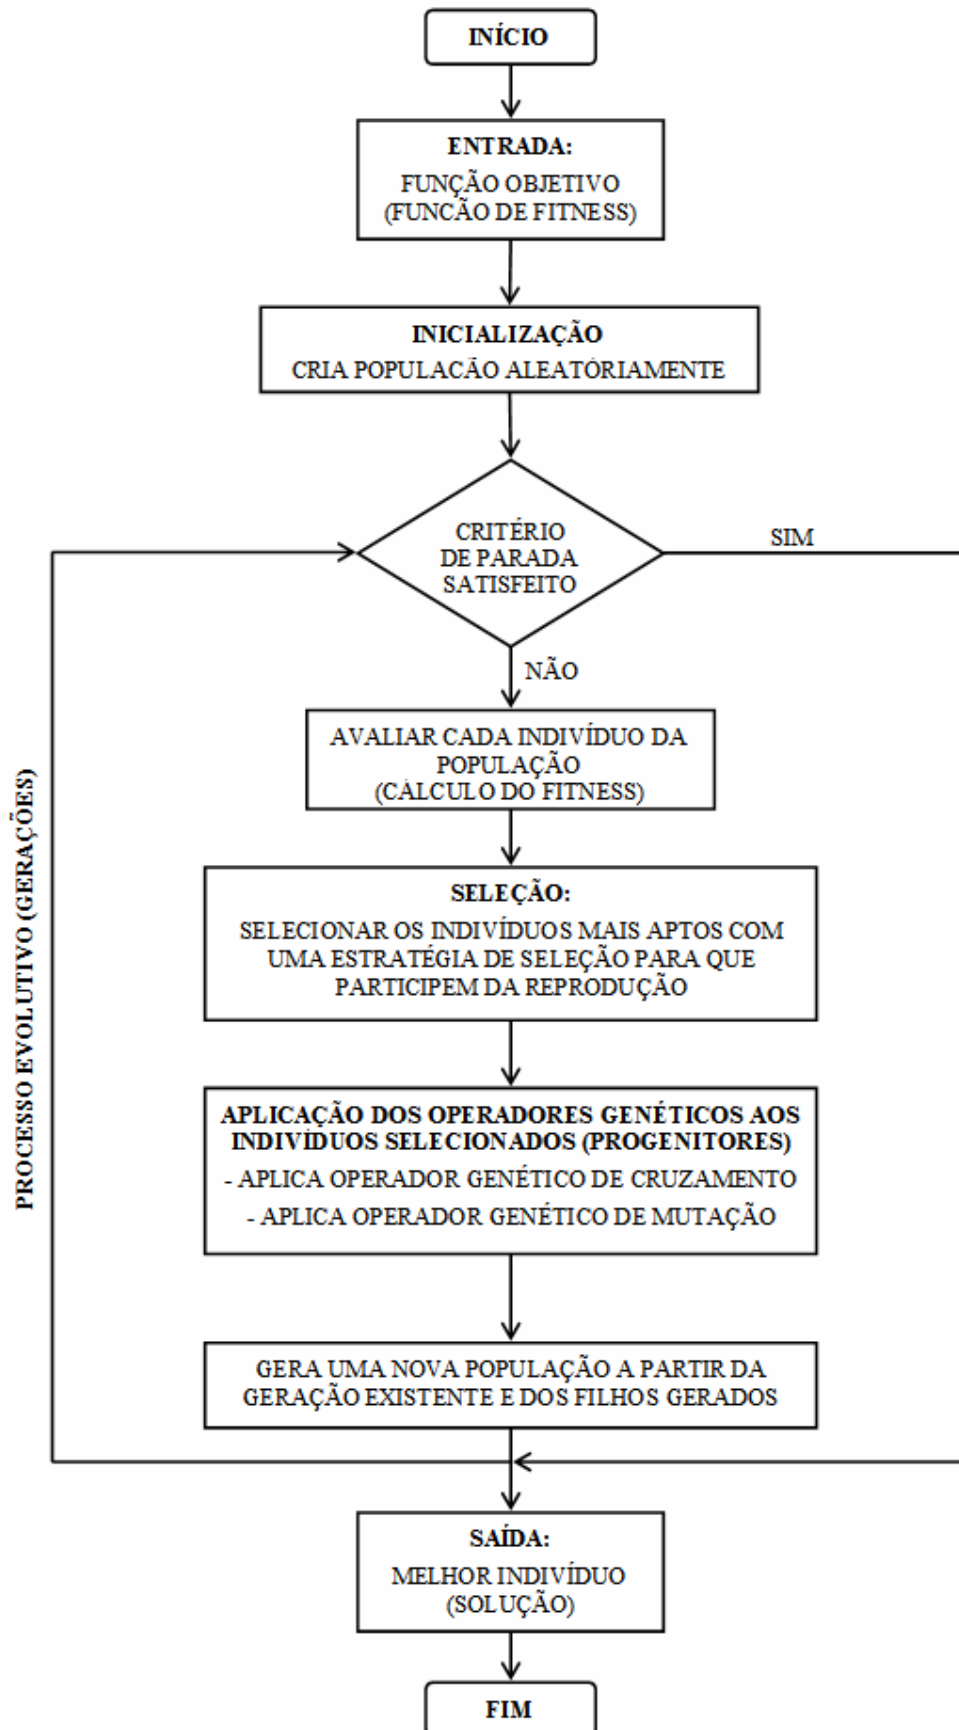 INÍCIO
ENTRADA:
FUNÇÃO OBJETIVO
(FUNCÃO DE FITNESS)
INICIALIZAÇÃO
CRIA POPULACÃO ALEATÓRIAMENTE
CRITÉRIO
DE PARADA
SATISFEITO
SIM
NÃO
AVALIAR CADA INDIVÍDUO DA
POPULAÇÃO
(CÁLCULO DO FITNESS)
SELEÇÃO:
SELECIONAR OS INDIVÍDUOS MAIS APTOS COM
UMA ESTRATÉGIA DE SELEÇÃO PARA QUE
PARTICIPEM DA REPRODUÇÃO
PROCESSO EVOLUTIVO (GERAÇÕES)
APLICAÇÃO DOS OPERADORES GENÉTICOS AOS
INDIVÍDUOS SELECIONADOS (PROGENITORES)
- APLICA OPERADOR GENÉTICO DE CRUZAMENTO
- APLICA OPERADOR GENÉTICO DE MUTAÇÃO
GERA UMA NOVA POPULAÇÃO A PARTIR DA
GERAÇÃO EXISTENTE E DOS FILHOS GERADOS
SAÍDA:
MELHOR INDIVÍDUO
(SOLUÇÃO)
FIM